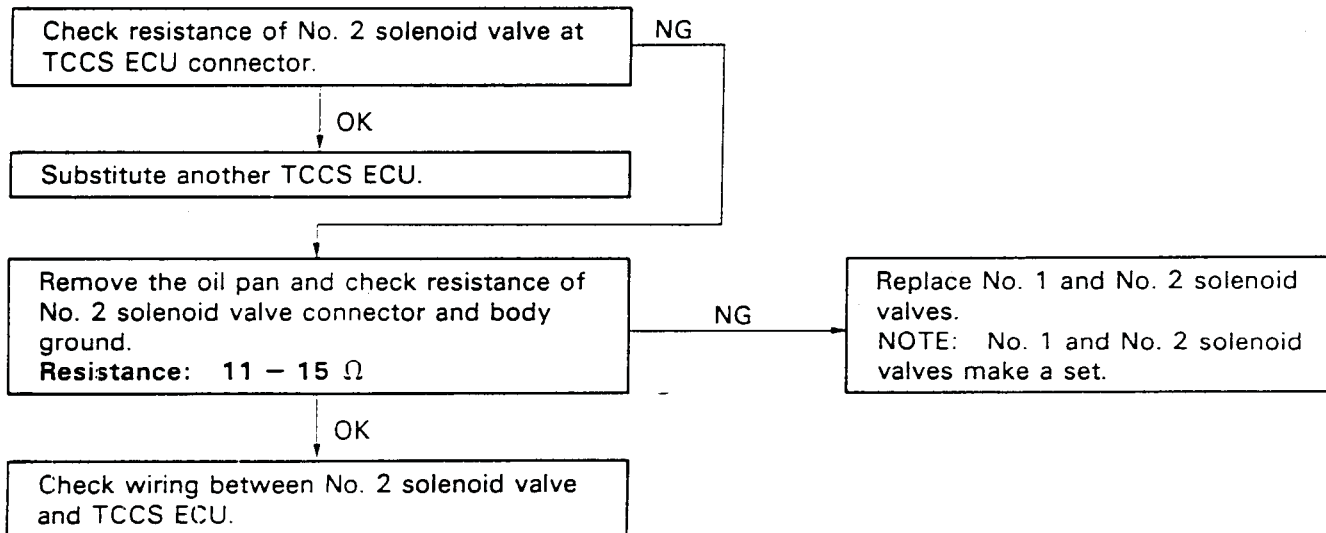 Check resistance of No. 2 solenoid valve at
TCCS ECU connector.
NG
OK
Substitute another TCCS ECU.
Remove the oil pan and check resistance of
No. 2 solenoid valve connector and body
ground.
Resistance: 11 – 15 Ω
NG
Replace No. 1 and No. 2 solenoid
valves.
NOTE: No. 1 and No. 2 solenoid
valves make a set.
OK
Check wiring between No. 2 solenoid valve
and TCCS ECU.